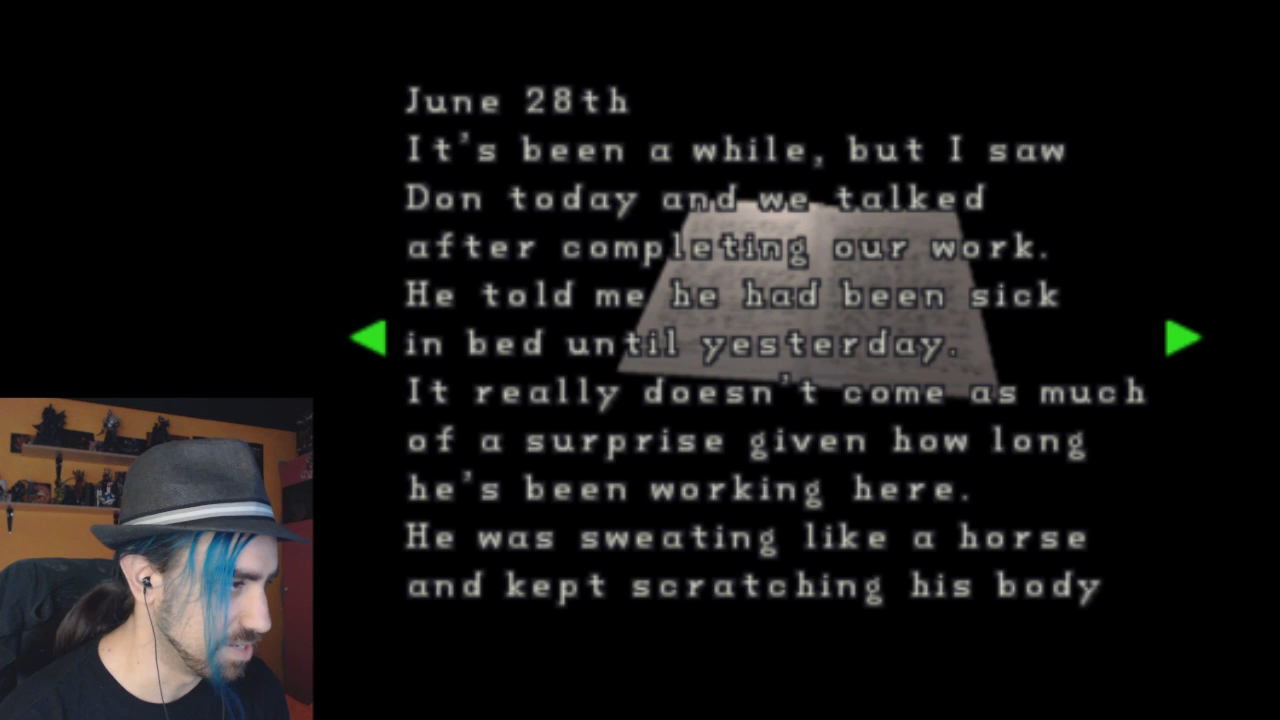 June 28th
It's been a while, but I saw
Don today and we talked
after completing our work.
He told me he had been sick
in bed until yesterday.
It really doesn't come as much
of a surprise given how long
he's been working here.
He was sweating like a horse
and kept scratching his body